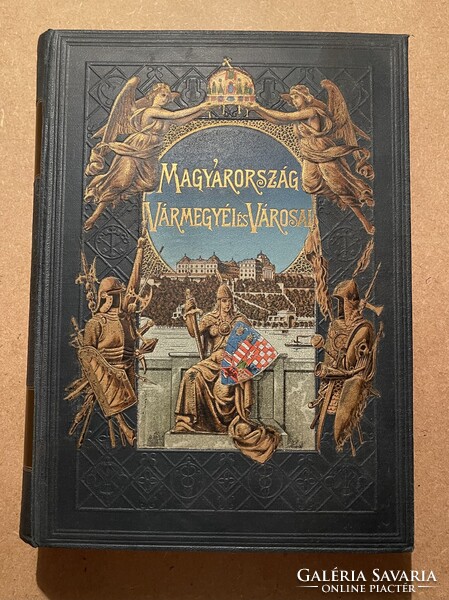 MAGYARORSZÁG
VÁRMEGYÉI ÉS VÁROSAI
GALÉRIA SAVARIA
ONLINE PIACTÉR